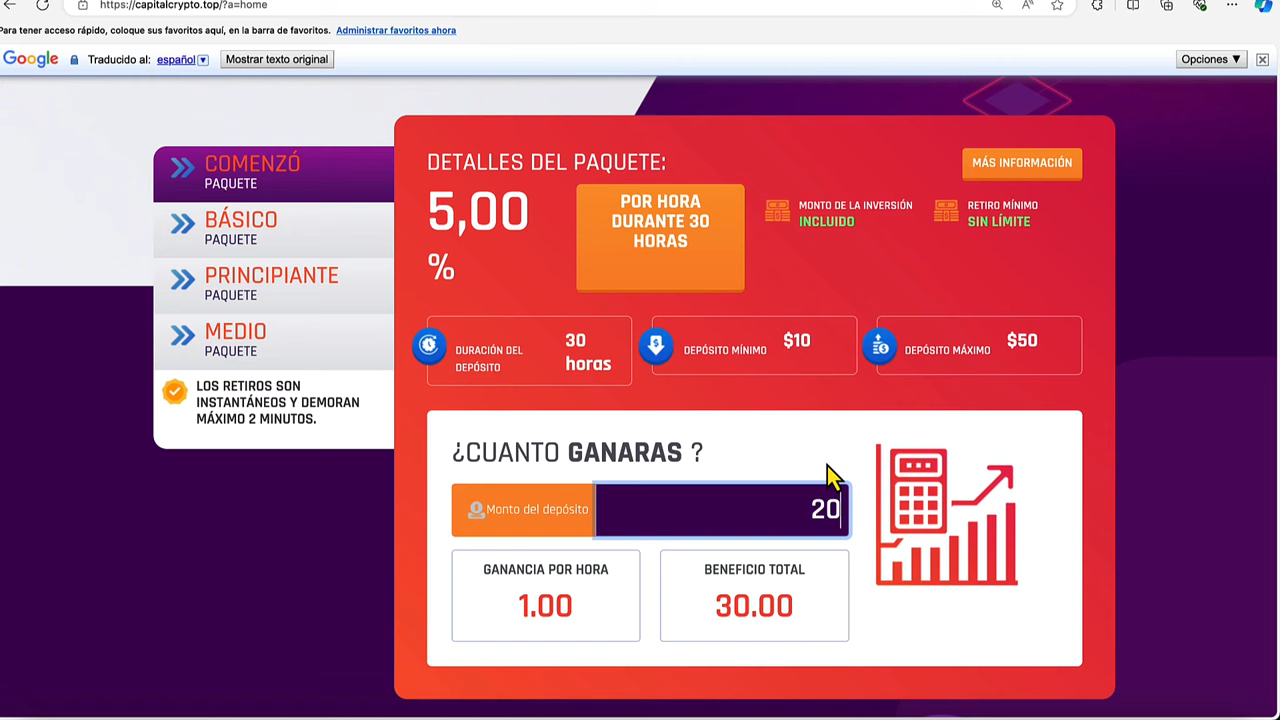 https://capitalcrypto.top/?a=home
Para tener acceso rápido, coloque sus favoritos aquí, en la barra de favoritos. Administrar favoritos ahora
Google Traducido al: español Mostrar texto original Opciones ▼
COMENZÓ
PAQUETE
BÁSICO
PAQUETE
PRINCIPIANTE
PAQUETE
MEDIO
PAQUETE
LOS RETIROS SON
INSTANTÁNEOS Y DEMORAN
MÁXIMO 2 MINUTOS.
DETALLES DEL PAQUETE:
MÁS INFORMACIÓN
5,00
%
POR HORA
DURANTE 30
HORAS
MONTO DE LA INVERSIÓN
INCLUIDO
RETIRO MÍNIMO
SIN LÍMITE
DURACIÓN DEL
DEPÓSITO
30
horas
DEPÓSITO MÍNIMO
$10
DEPÓSITO MÁXIMO
$50
¿CUANTO GANARAS ?
Monto del depósito
20
GANANCIA POR HORA
1.00
BENEFICIO TOTAL
30.00